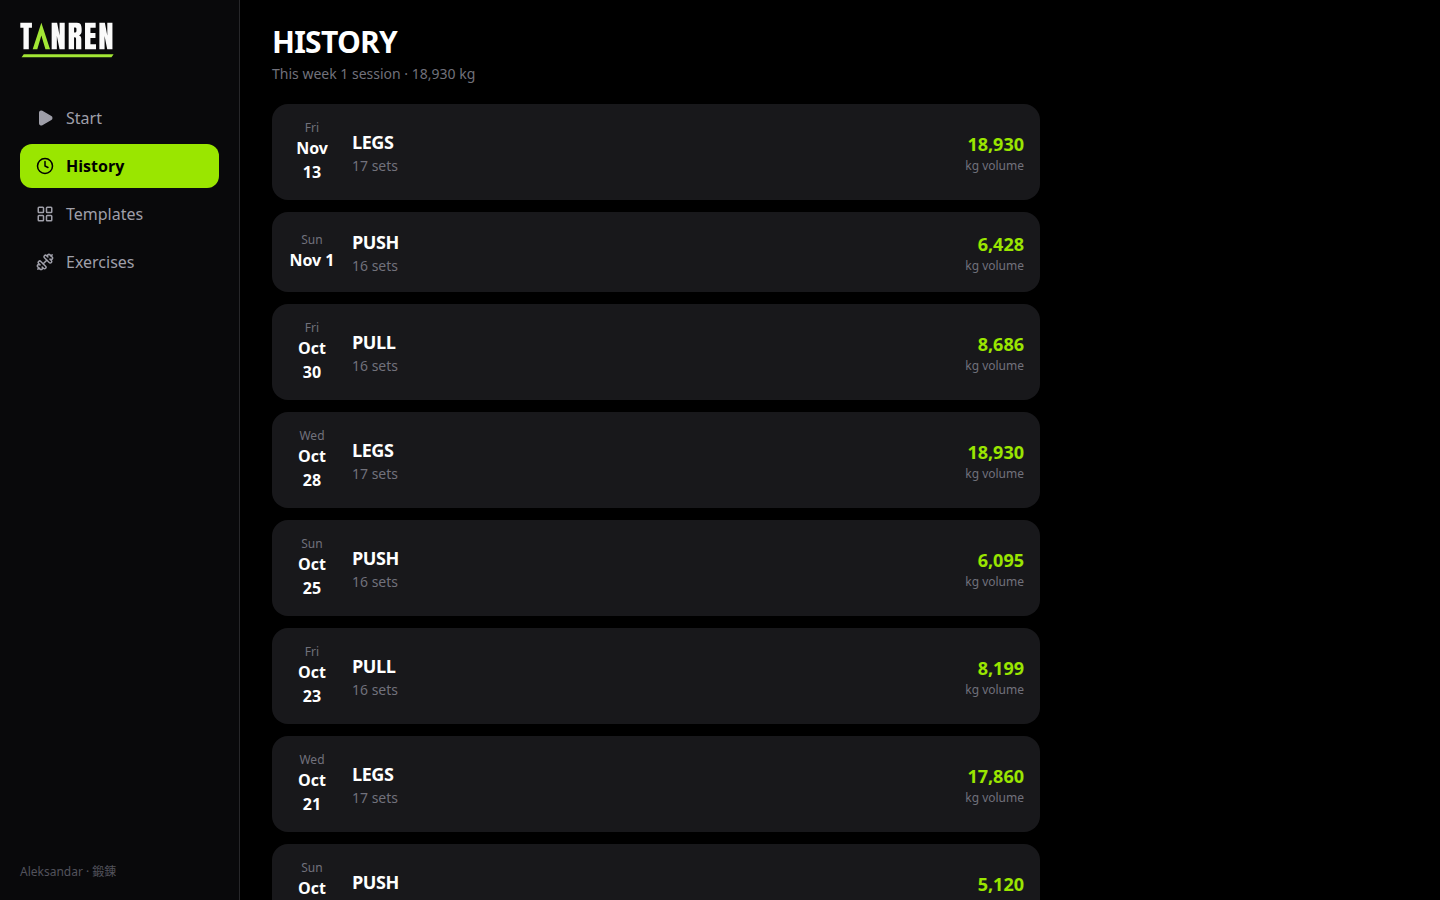 TANREN
Start
History
Templates
Exercises
Aleksandar · 鍛錬
HISTORY
This week 1 session · 18,930 kg
Fri
Nov
13
LEGS
17 sets
18,930
kg volume
Sun
Nov 1
PUSH
16 sets
6,428
kg volume
Fri
Oct
30
PULL
16 sets
8,686
kg volume
Wed
Oct
28
LEGS
17 sets
18,930
kg volume
Sun
Oct
25
PUSH
16 sets
6,095
kg volume
Fri
Oct
23
PULL
16 sets
8,199
kg volume
Wed
Oct
21
LEGS
17 sets
17,860
kg volume
Sun
Oct
PUSH
5,120